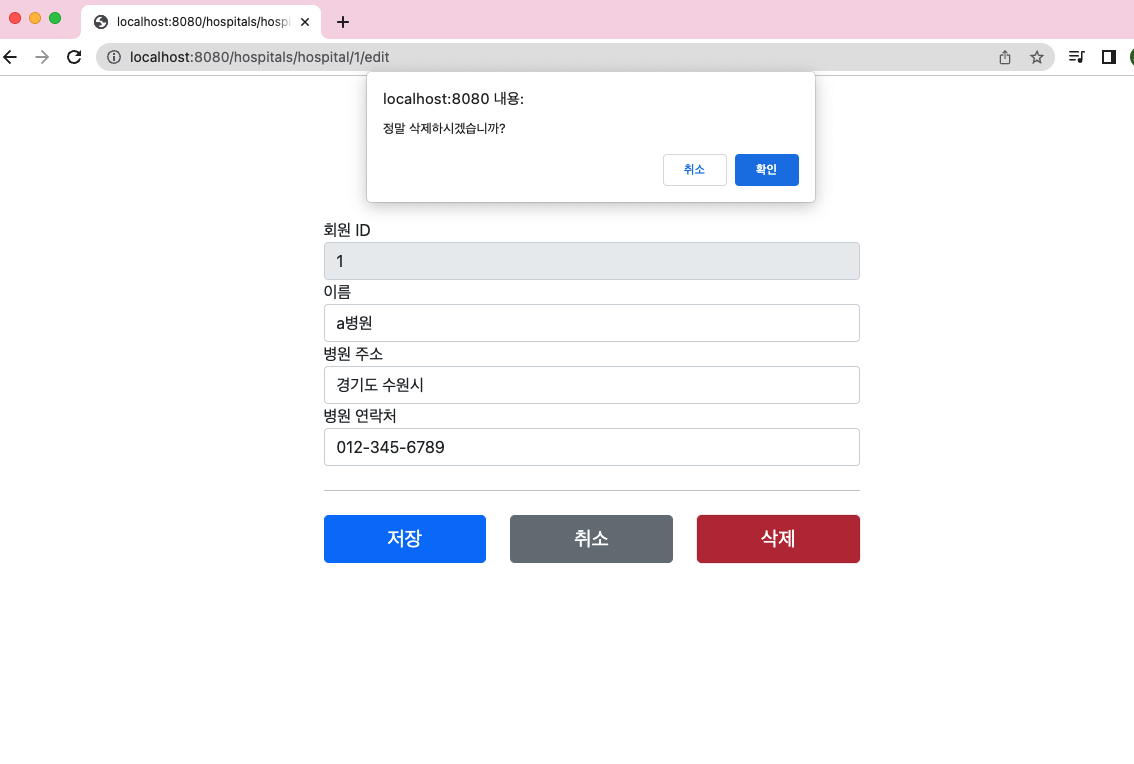 localhost:8080/hospitals/hospi
localhost:8080/hospitals/hospital/1/edit
localhost:8080 내용:
정말 삭제하시겠습니까?
취소
확인
회원 ID
1
이름
a병원
병원 주소
경기도 수원시
병원 연락처
012-345-6789
저장
취소
삭제